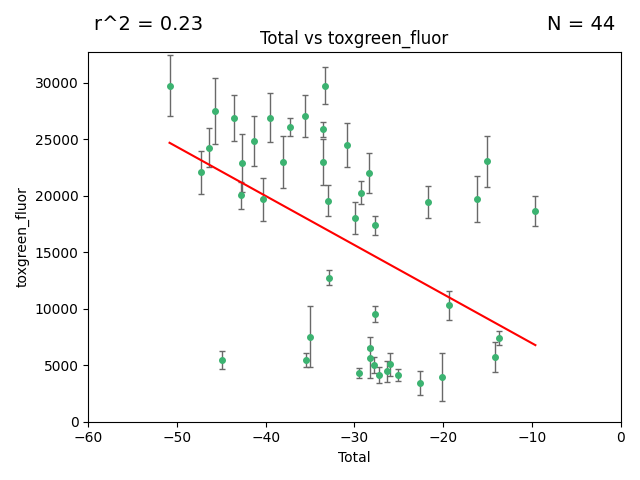 r^2 = 0.23
N = 44
Total vs toxgreen_fluor
30000
25000
20000
15000
10000
5000
0
toxgreen_fluor
−60
−50
−40
−30
−20
−10
0
Total